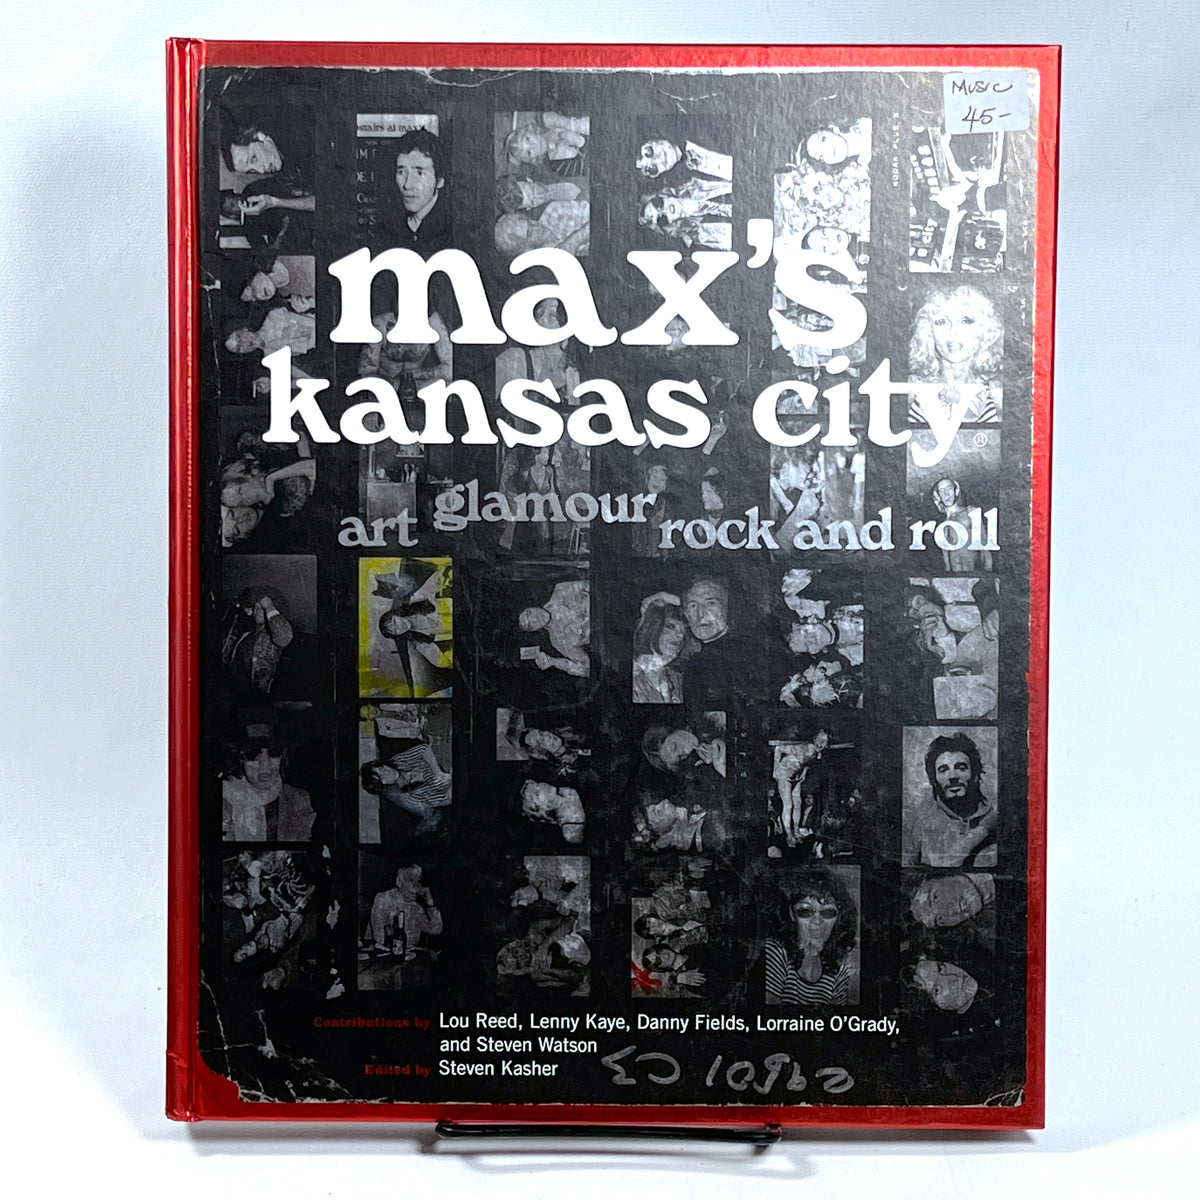 Music
45-
max's
kansas city®
art glamour rock and roll
Contributions by Lou Reed, Lenny Kaye, Danny Fields, Lorraine O'Grady,
and Steven Watson
Edited by Steven Kasher